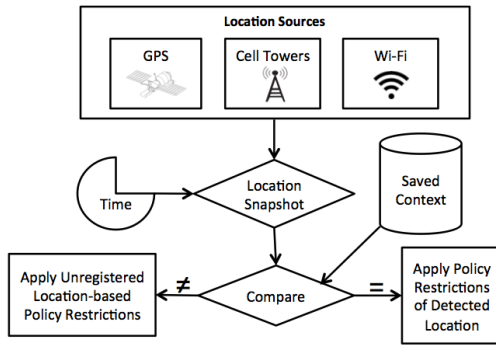 Location Sources
GPS
Cell Towers
Wi-Fi
Time
Location
Snapshot
Saved
Context
Apply Unregistered
Location-based
Policy Restrictions
≠
Compare
=
Apply Policy
Restrictions
of Detected
Location